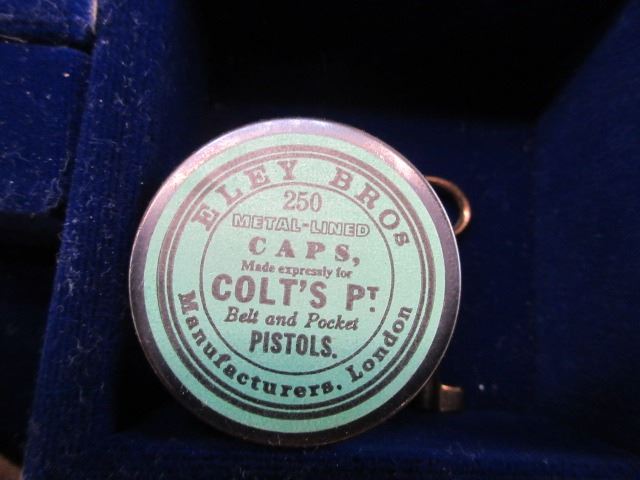 ELEY BROS
250
METAL-LINED
CAPS,
Made expressly for
COLT'S PT.
Belt and Pocket
PISTOLS.
Manufacturers. London